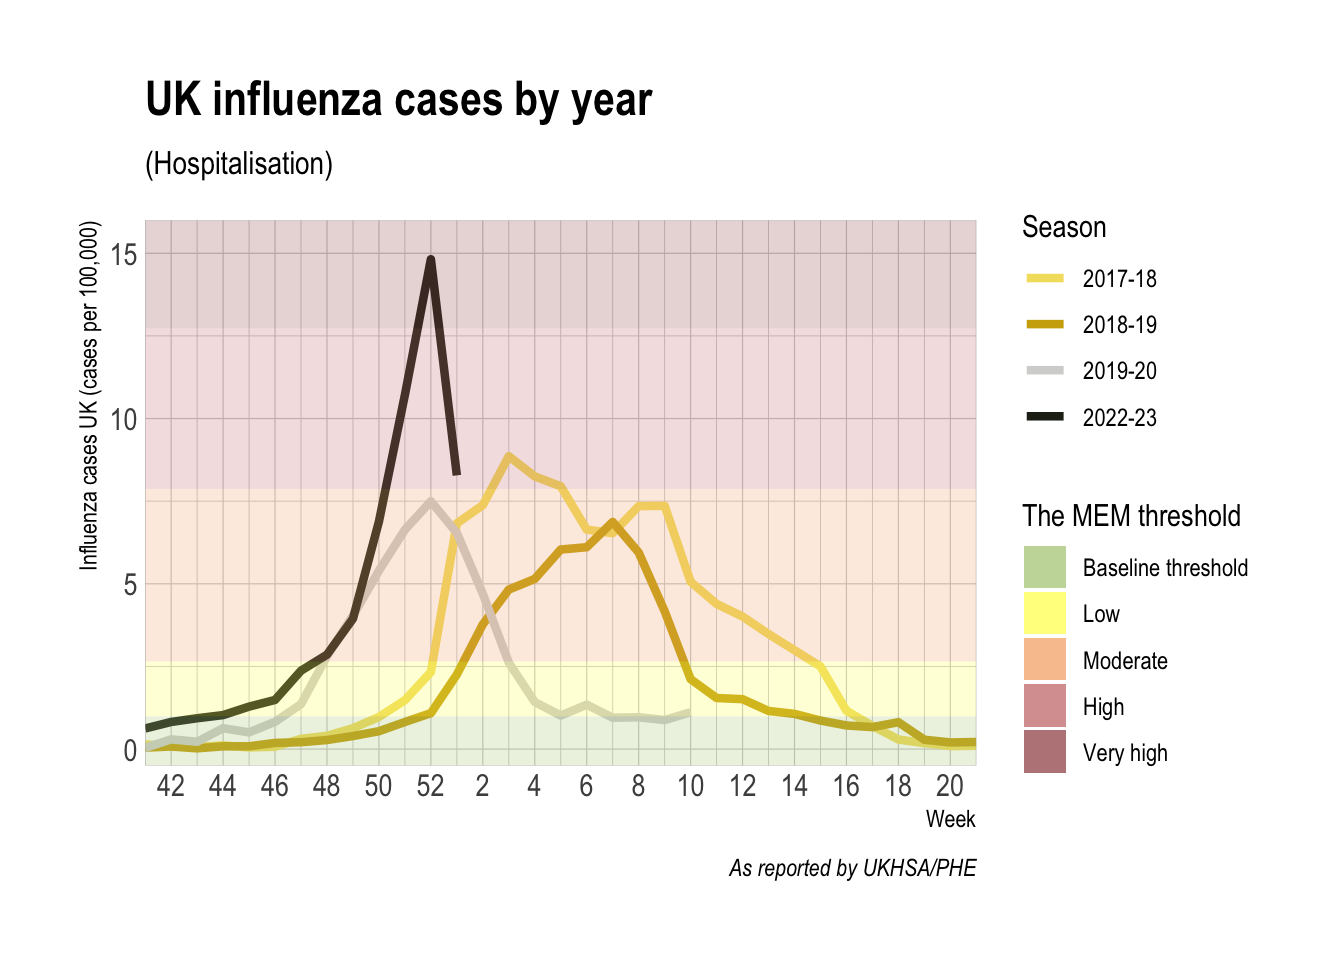 UK influenza cases by year
(Hospitalisation)
Influenza cases UK (cases per 100,000)
15
10
5
0
42 44 46 48 50 52 2 4 6 8 10 12 14 16 18 20
Week
As reported by UKHSA/PHE
Season
2017-18
2018-19
2019-20
2022-23
The MEM threshold
Baseline threshold
Low
Moderate
High
Very high